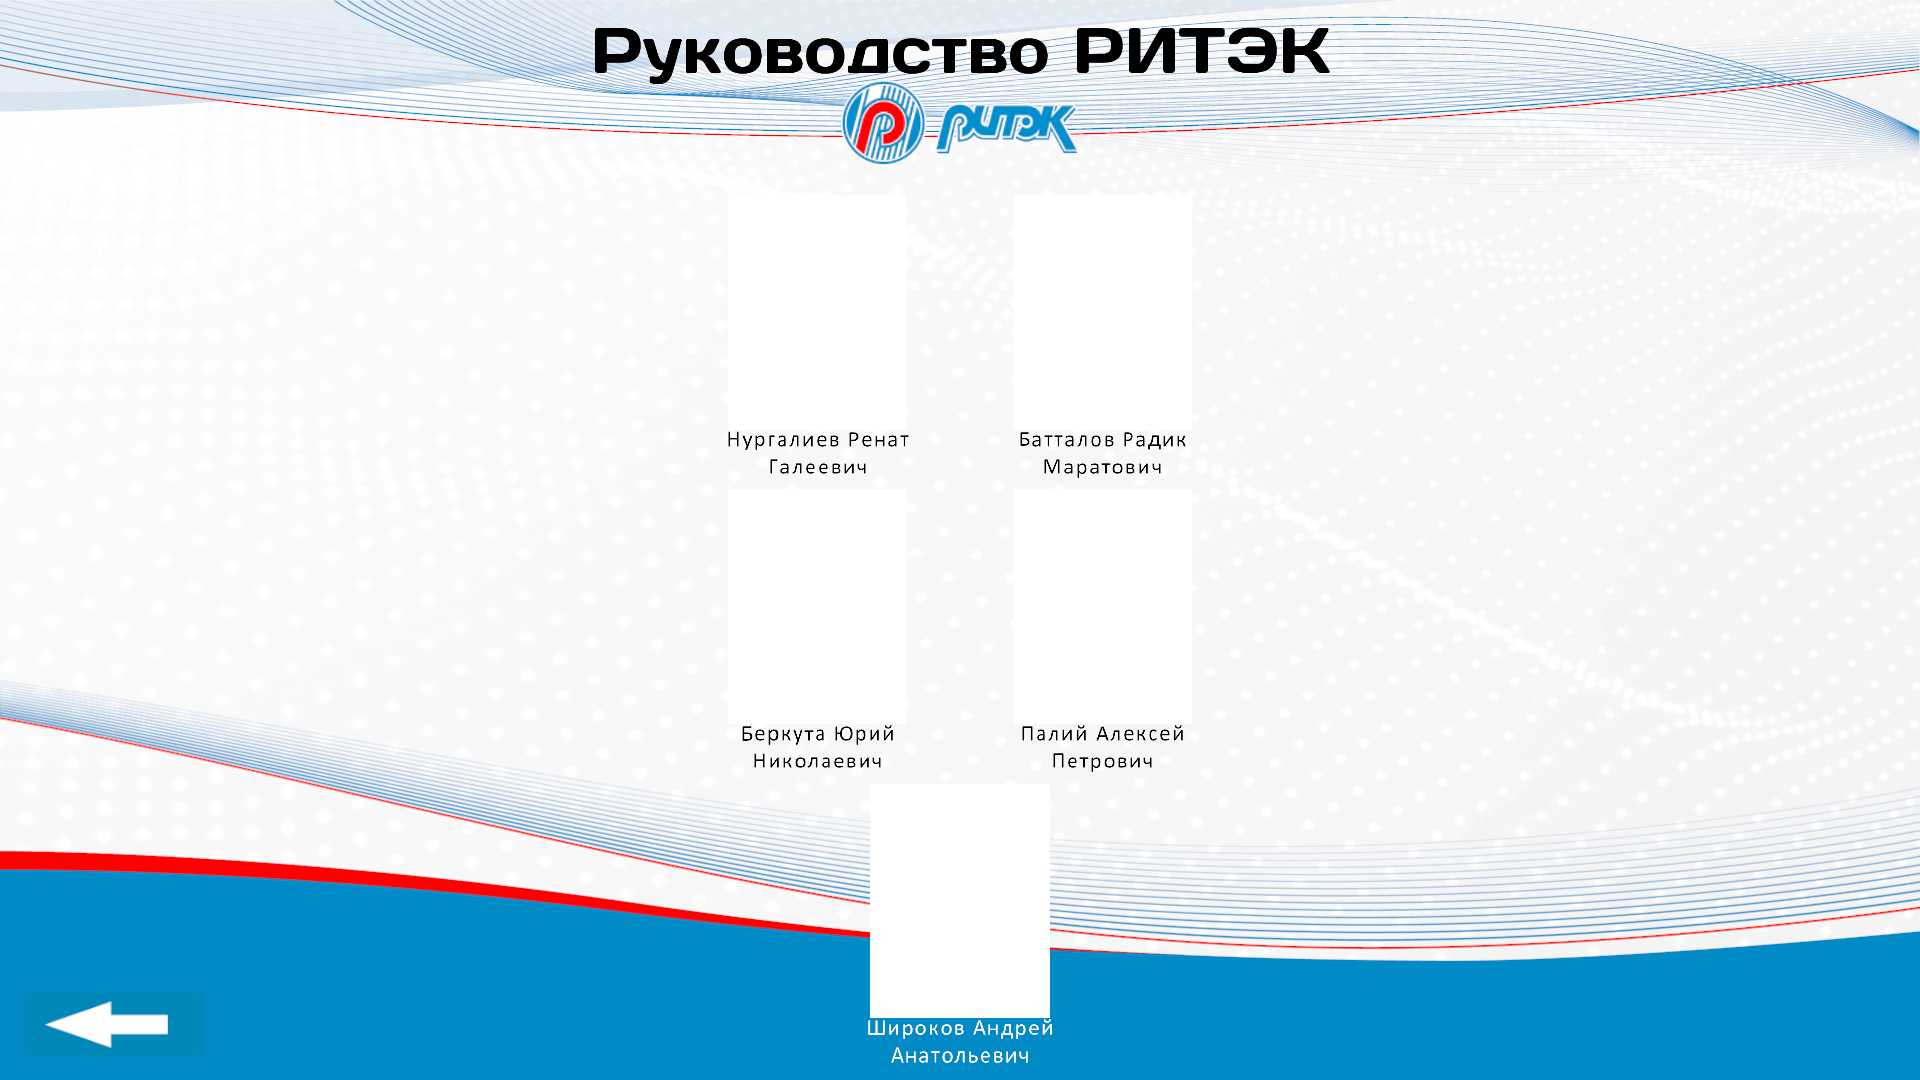 Руководство РИТЭК
РИТЭК
Нургалиев Ренат
Галеевич
Батталов Радик
Маратович
Беркута Юрий
Николаевич
Палий Алексей
Петрович
Широков Андрей
Анатольевич